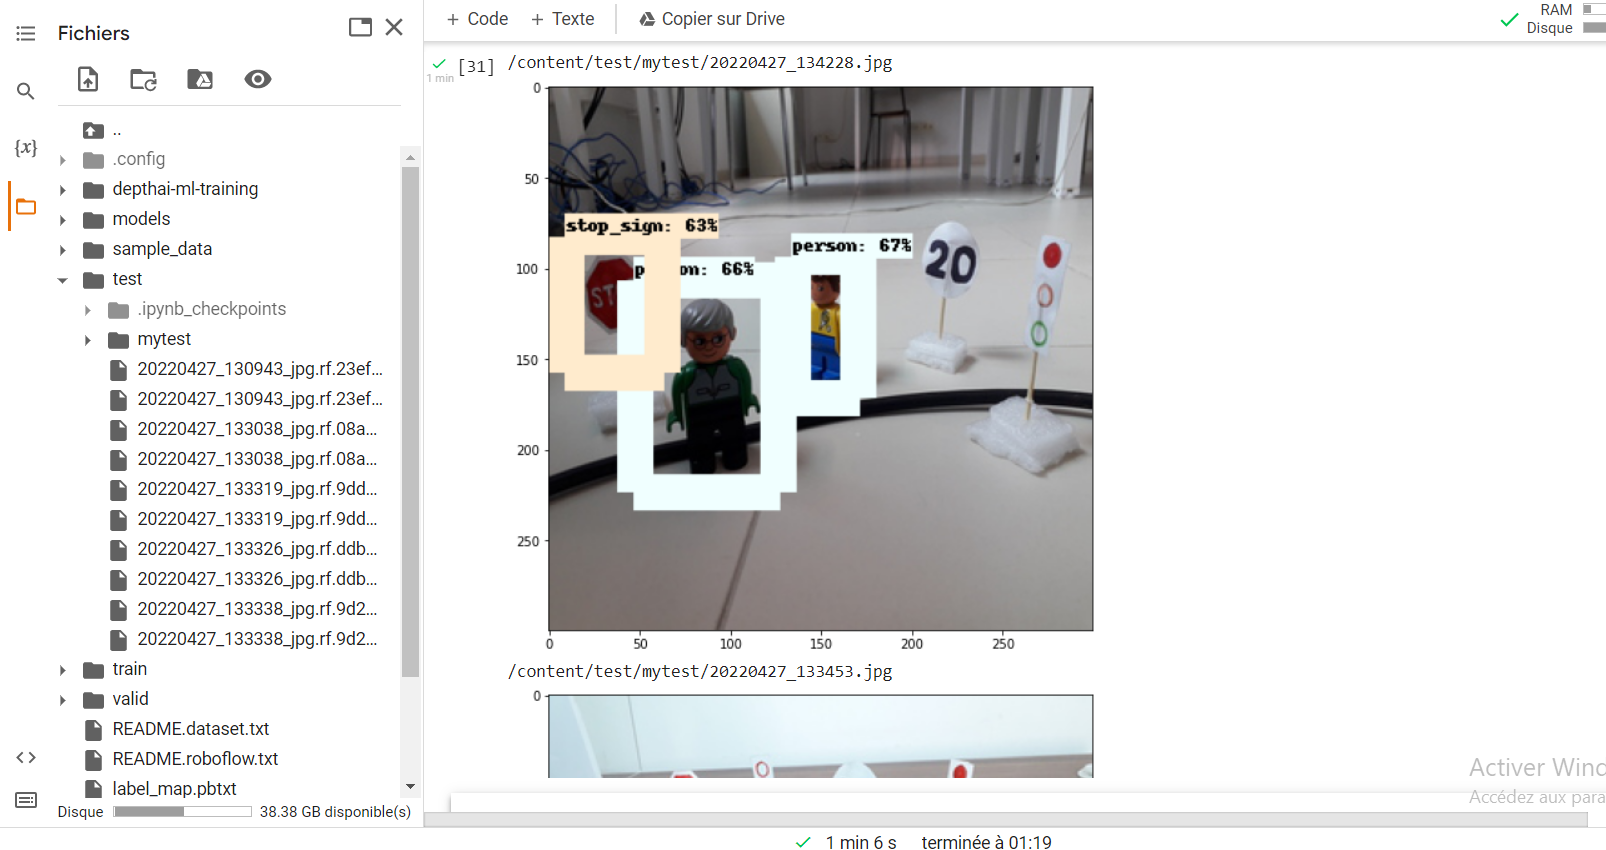 Fichiers
+ Code + Texte Copier sur Drive
RAM
Disque
{x}
..
.config
depthai-ml-training
models
sample_data
test
.ipynb_checkpoints
mytest
20220427_130943_jpg.rf.23ef...
20220427_130943_jpg.rf.23ef...
20220427_133038_jpg.rf.08a...
20220427_133038_jpg.rf.08a...
20220427_133319_jpg.rf.9dd...
20220427_133319_jpg.rf.9dd...
20220427_133326_jpg.rf.ddb...
20220427_133326_jpg.rf.ddb...
20220427_133338_jpg.rf.9d2...
20220427_133338_jpg.rf.9d2...
train
valid
README.dataset.txt
README.roboflow.txt
label_map.pbtxt
Disque 38.38 GB disponible(s)
1 min
[31] /content/test/mytest/20220427_134228.jpg
0
50
100
150
200
250
stop_sign: 63%
person: 67%
p on: 66%
ST
20
0 50 100 150 200 250
/content/test/mytest/20220427_133453.jpg
0
Activer Wind
Accédez aux para
1 min 6 s terminée à 01:19